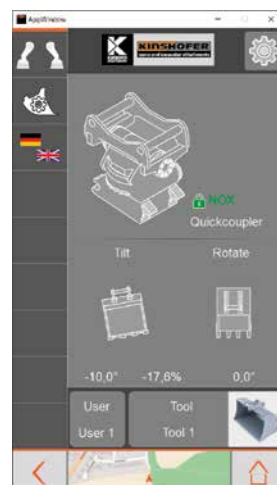 AppWindow
KINSHOFER
NOX
Quickcoupler
Tilt Rotate
-10,0° -17,6% 0,0°
User Tool
User 1 Tool 1